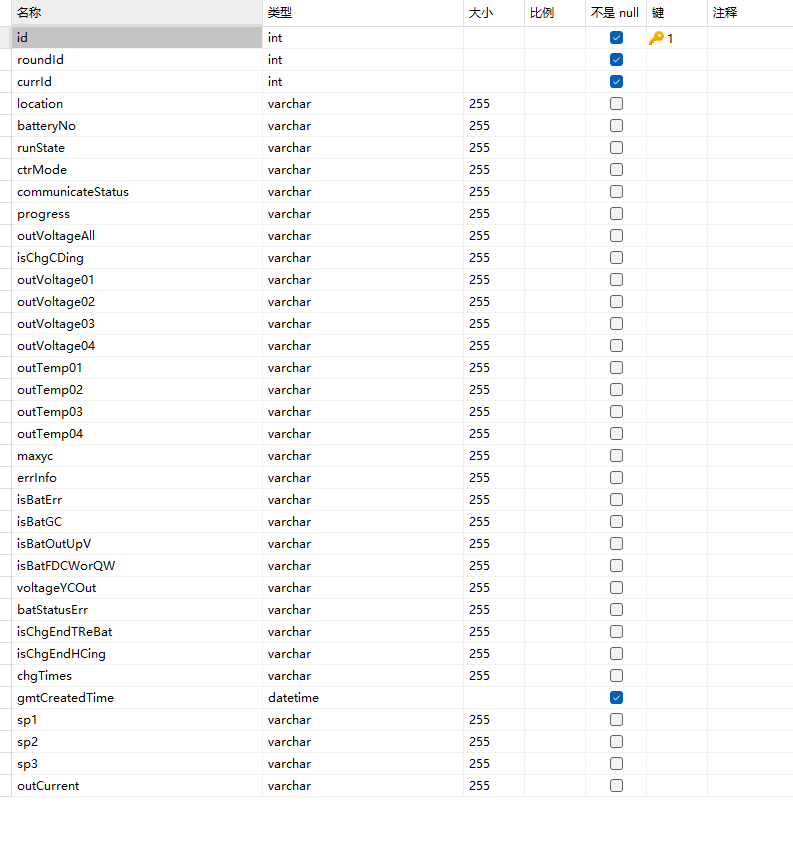 名称 类型 大小 比例 不是 null 键 注释
id int 1
roundId int
currId int
location varchar 255
batteryNo varchar 255
runState varchar 255
ctrMode varchar 255
communicateStatus varchar 255
progress varchar 255
outVoltageAll varchar 255
isChgCDing varchar 255
outVoltage01 varchar 255
outVoltage02 varchar 255
outVoltage03 varchar 255
outVoltage04 varchar 255
outTemp01 varchar 255
outTemp02 varchar 255
outTemp03 varchar 255
outTemp04 varchar 255
maxyc varchar 255
errInfo varchar 255
isBatErr varchar 255
isBatGC varchar 255
isBatOutUpV varchar 255
isBatFDCWorQW varchar 255
voltageYCOut varchar 255
batStatusErr varchar 255
isChgEndTReBat varchar 255
isChgEndHCing varchar 255
chgTimes varchar 255
gmtCreatedTime datetime
sp1 varchar 255
sp2 varchar 255
sp3 varchar 255
outCurrent varchar 255